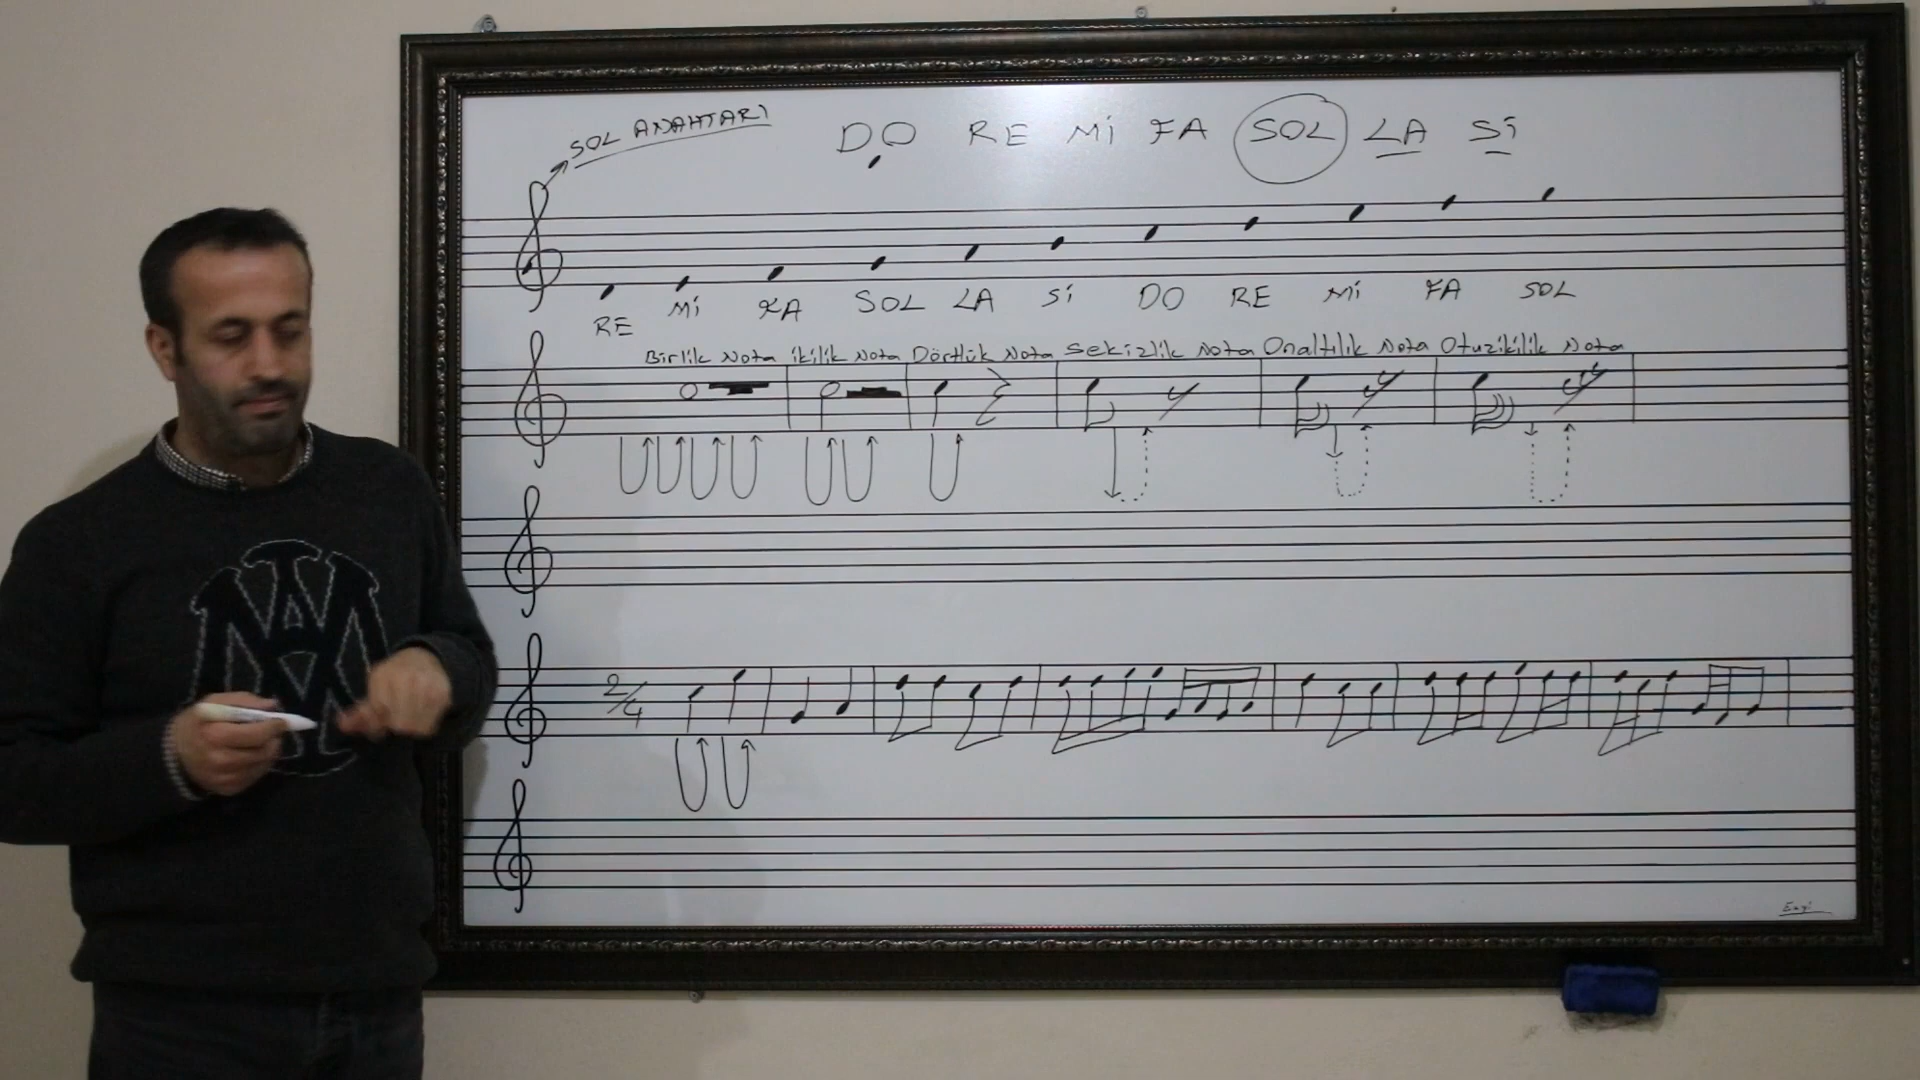 SOL ANAHTARI
DO RE Mİ FA SOL LA Sİ
RE Mİ FA SOL LA Sİ DO RE Mİ FA SOL
Birlik Nota ikilik Nota Dörtlük Nota Sekizlik Nota Onaltılık Nota Otuzikilik Nota
2/4